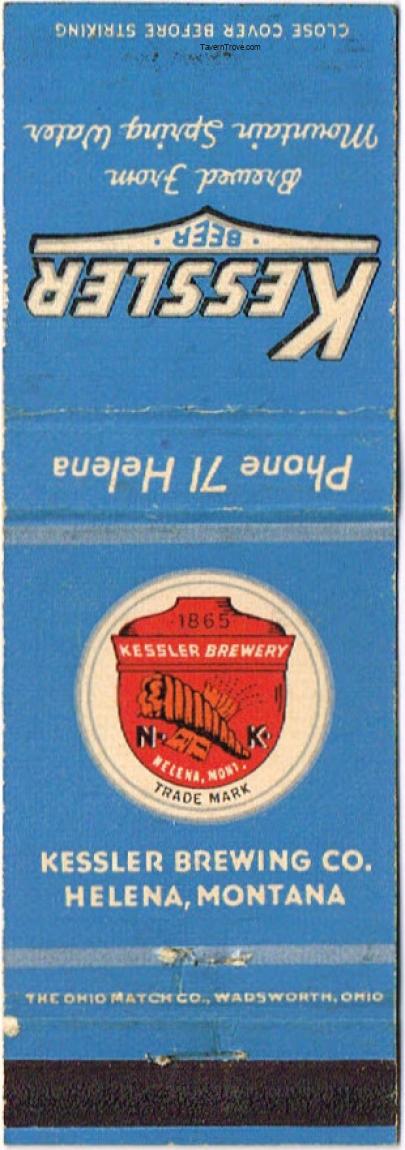 CLOSE COVER BEFORE STRIKING
TavernTrove.com
KESSLER
• BEER •
Brewed From
Mountain Spring Water
Phone 71 Helena
1865
KESSLER BREWERY
N. K.
HELENA, MONT.
TRADE MARK
KESSLER BREWING CO.
HELENA, MONTANA
THE OHIO MATCH CO., WADSWORTH, OHIO